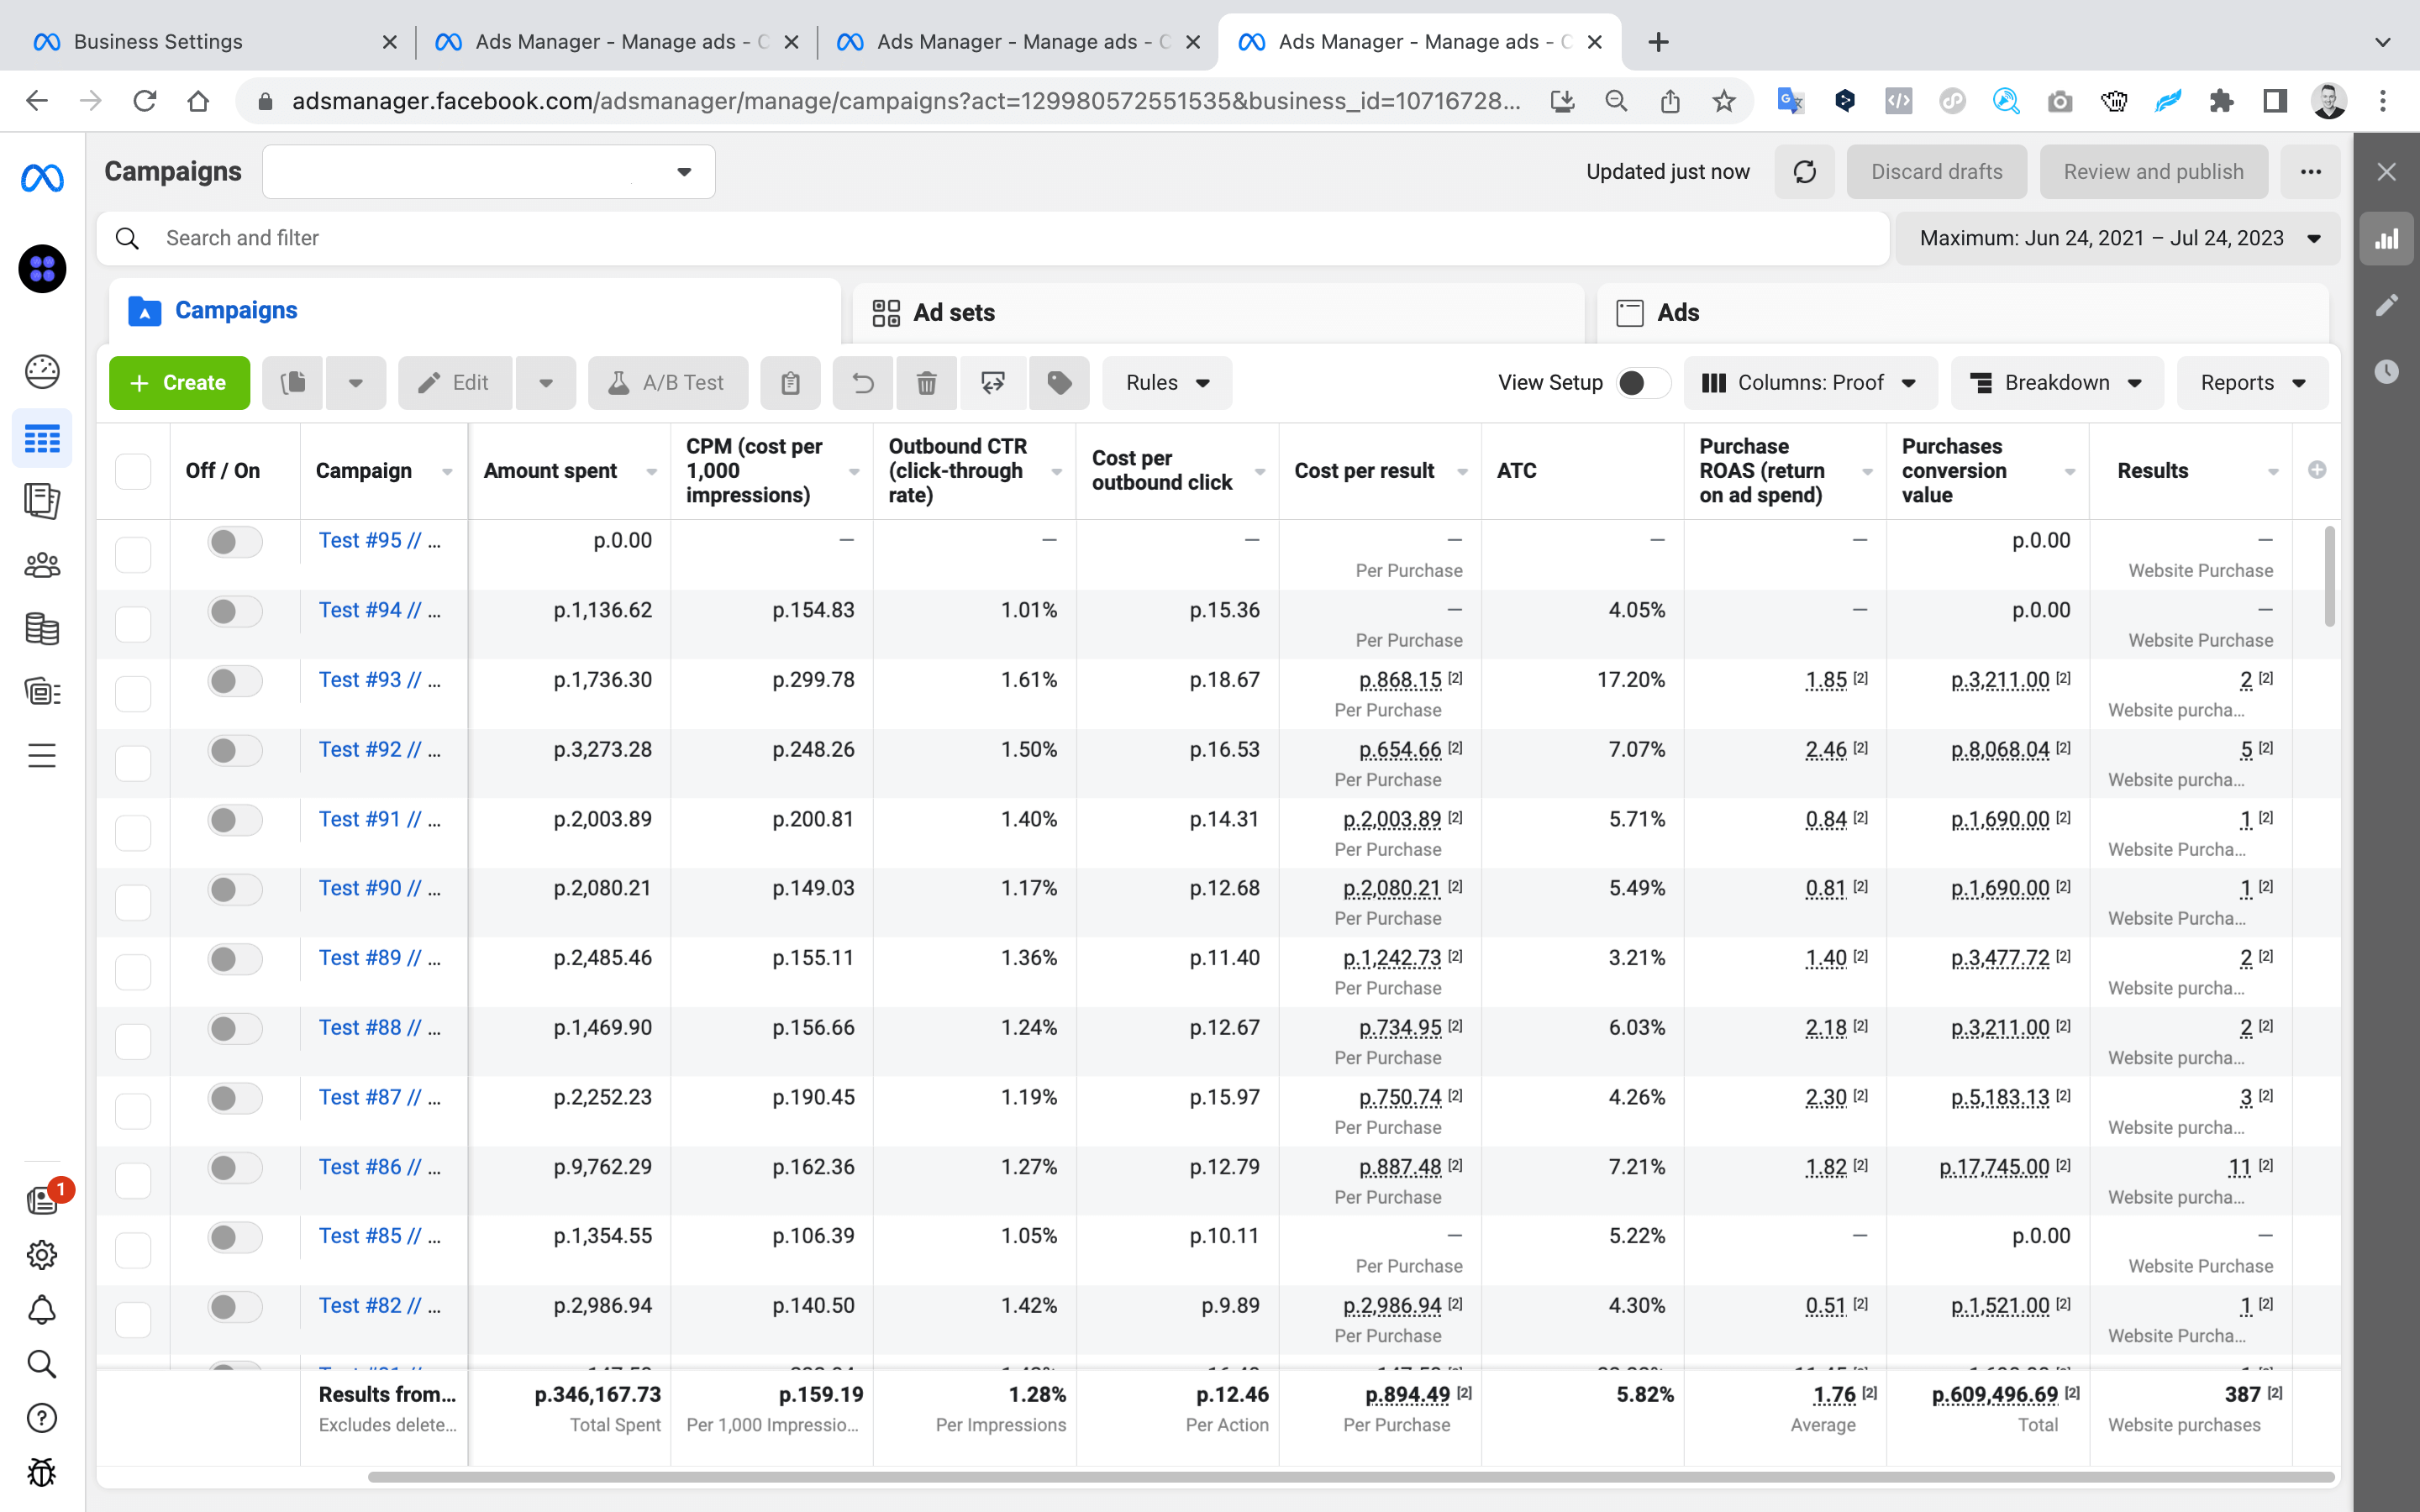 Business Settings
Ads Manager - Manage ads - C
Ads Manager - Manage ads - C
Ads Manager - Manage ads - C
adsmanager.facebook.com/adsmanager/manage/campaigns?act=129980572551535&business_id=10716728...
Campaigns
Updated just now
Discard drafts
Review and publish
Search and filter
Maximum: Jun 24, 2021 – Jul 24, 2023
Campaigns
Ad sets
Ads
+ Create
Edit
A/B Test
Rules
View Setup
Columns: Proof
Breakdown
Reports
Off / On
Campaign
Amount spent
CPM (cost per
1,000
impressions)
Outbound CTR
(click-through
rate)
Cost per
outbound click
Cost per result
ATC
Purchase
ROAS (return
on ad spend)
Purchases
conversion
value
Results
Test #95 // ... p.0.00 — — — — — — p.0.00 —
Per Purchase Website Purchase
Test #94 // ... p.1,136.62 p.154.83 1.01% p.15.36 — 4.05% — p.0.00 —
Per Purchase Website Purchase
Test #93 // ... p.1,736.30 p.299.78 1.61% p.18.67 p.868.15 [2] 17.20% 1.85 [2] p.3,211.00 [2] 2 [2]
Per Purchase Website purcha...
Test #92 // ... p.3,273.28 p.248.26 1.50% p.16.53 p.654.66 [2] 7.07% 2.46 [2] p.8,068.04 [2] 5 [2]
Per Purchase Website purcha...
Test #91 // ... p.2,003.89 p.200.81 1.40% p.14.31 p.2,003.89 [2] 5.71% 0.84 [2] p.1,690.00 [2] 1 [2]
Per Purchase Website Purcha...
Test #90 // ... p.2,080.21 p.149.03 1.17% p.12.68 p.2,080.21 [2] 5.49% 0.81 [2] p.1,690.00 [2] 1 [2]
Per Purchase Website Purcha...
Test #89 // ... p.2,485.46 p.155.11 1.36% p.11.40 p.1,242.73 [2] 3.21% 1.40 [2] p.3,477.72 [2] 2 [2]
Per Purchase Website purcha...
Test #88 // ... p.1,469.90 p.156.66 1.24% p.12.67 p.734.95 [2] 6.03% 2.18 [2] p.3,211.00 [2] 2 [2]
Per Purchase Website purcha...
Test #87 // ... p.2,252.23 p.190.45 1.19% p.15.97 p.750.74 [2] 4.26% 2.30 [2] p.5,183.13 [2] 3 [2]
Per Purchase Website purcha...
Test #86 // ... p.9,762.29 p.162.36 1.27% p.12.79 p.887.48 [2] 7.21% 1.82 [2] p.17,745.00 [2] 11 [2]
Per Purchase Website purcha...
Test #85 // ... p.1,354.55 p.106.39 1.05% p.10.11 — 5.22% — p.0.00 —
Per Purchase Website Purchase
Test #82 // ... p.2,986.94 p.140.50 1.42% p.9.89 p.2,986.94 [2] 4.30% 0.51 [2] p.1,521.00 [2] 1 [2]
Per Purchase Website Purcha...
Results from... p.346,167.73 p.159.19 1.28% p.12.46 p.894.49 [2] 5.82% 1.76 [2] p.609,496.69 [2] 387 [2]
Excludes delete... Total Spent Per 1,000 Impressio... Per Impressions Per Action Per Purchase Average Total Website purchases
1